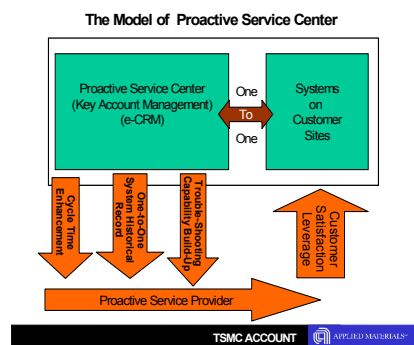 The Model of Proactive Service Center
Proactive Service Center
(Key Account Management)
(e-CRM)
One
To
One
Systems
on
Customer
Sites
Cycle Time
Enhancement
One-to-One
System Historical
Record
Trouble-Shooting
Capability Build-Up
Customer
Satisfaction
Leverage
Proactive Service Provider
TSMC ACCOUNT
APPLIED MATERIALS